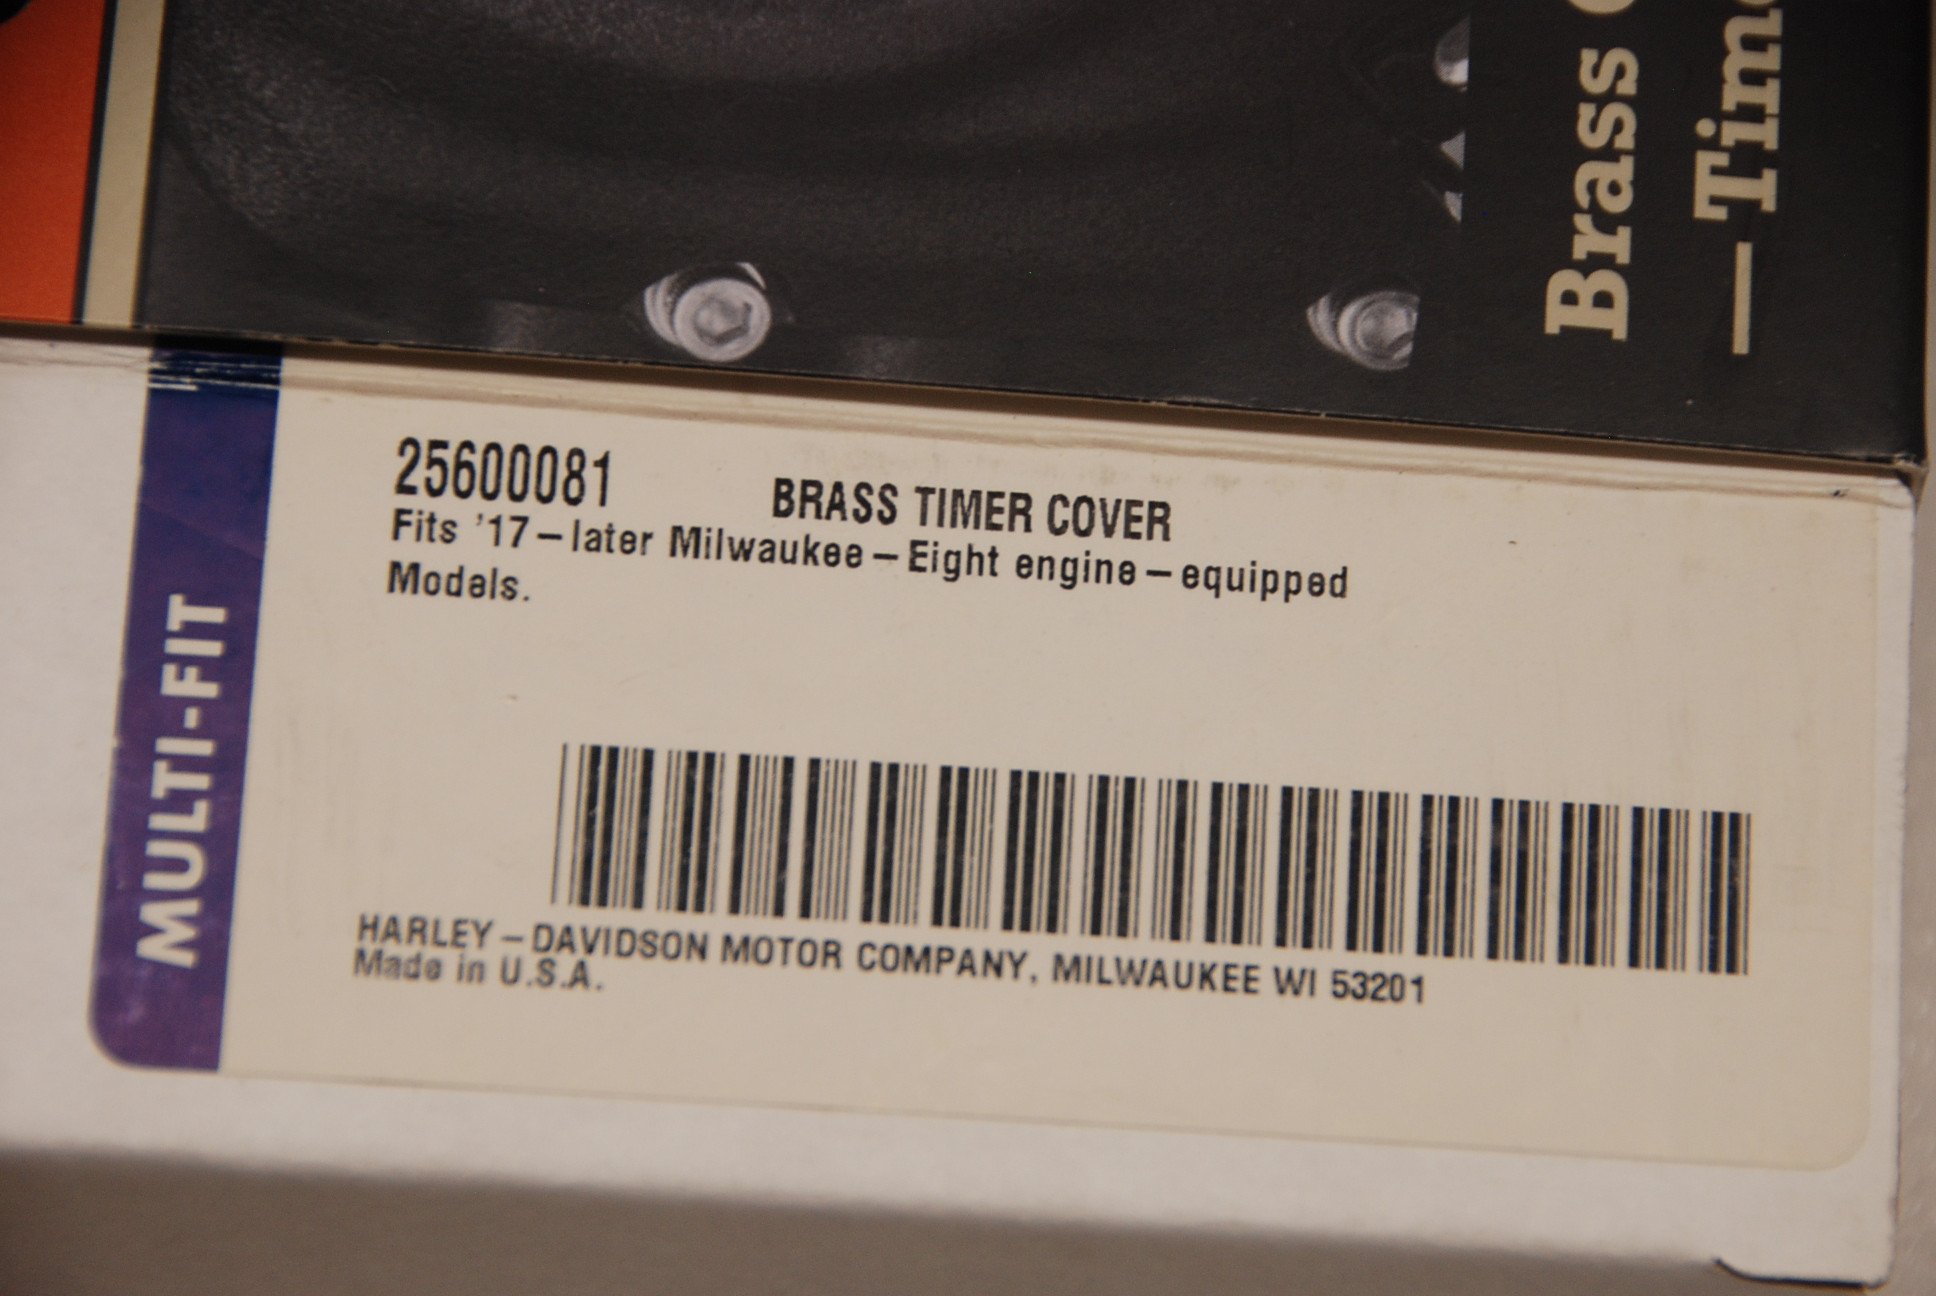 Brass
— Tim
25600081 BRASS TIMER COVER
Fits '17–later Milwaukee–Eight engine–equipped
Models.
MULTI-FIT
HARLEY–DAVIDSON MOTOR COMPANY, MILWAUKEE WI 53201
Made in U.S.A.